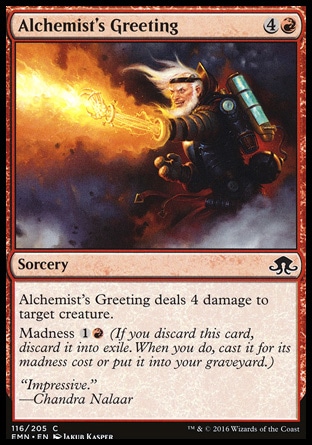 Alchemist's Greeting 4
Sorcery
Alchemist's Greeting deals 4 damage to
target creature.
Madness 1 (If you discard this card,
discard it into exile. When you do, cast it for its
madness cost or put it into your graveyard.)
"Impressive."
—Chandra Nalaar
116/205 C
EMN • EN Jakub Kasper
™ & © 2016 Wizards of the Coast